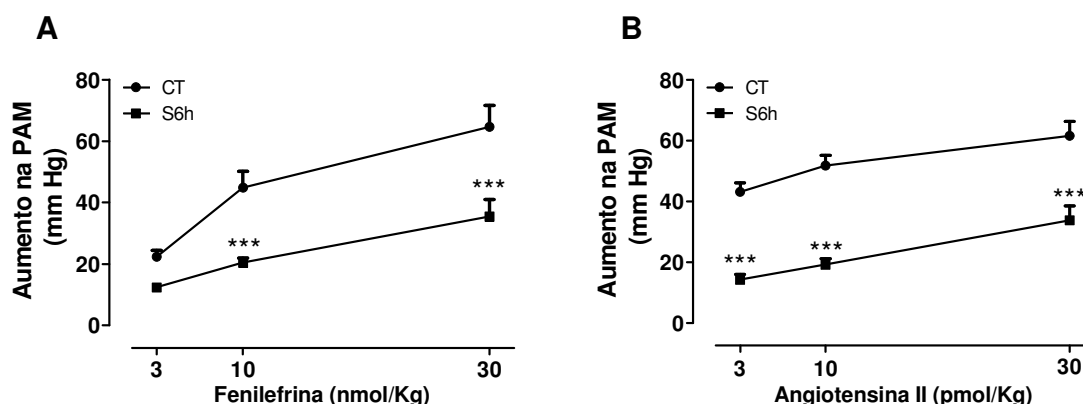 A
Aumento na PAM
(mm Hg)
80
60
40
20
0
CT
S6h
***
***
3
10
30
Fenilefrina (nmol/Kg)
B
Aumento na PAM
(mm Hg)
80
60
40
20
0
CT
S6h
***
***
***
3
10
30
Angiotensina II (pmol/Kg)